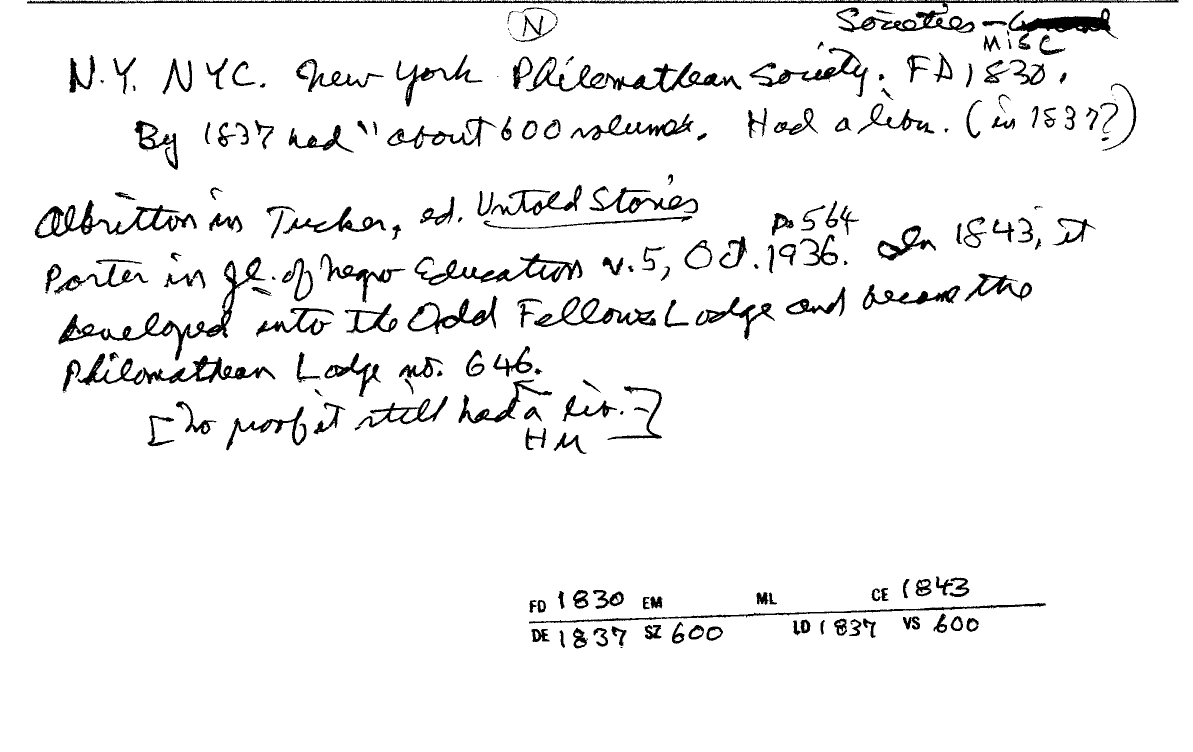 N
Societies –
Misc
N.Y. NYC. New York Philomathean Society. FD 1830.
By 1837 had "about 600 volumes. Had a libn. (in 1837?)
Albritton in Tucker, ed. Untold Stories
p. 564
Porter in Jl. of Negro Education v. 5, Oct. 1936. In 1843, it
developed into the Odd Fellows Lodge and became the
Philomathean Lodge no. 646.
[No proof it still had a lib. –]
HM
FD 1830 EM ML CE 1843
DE 1837 SZ 600 LD 1837 VS 600